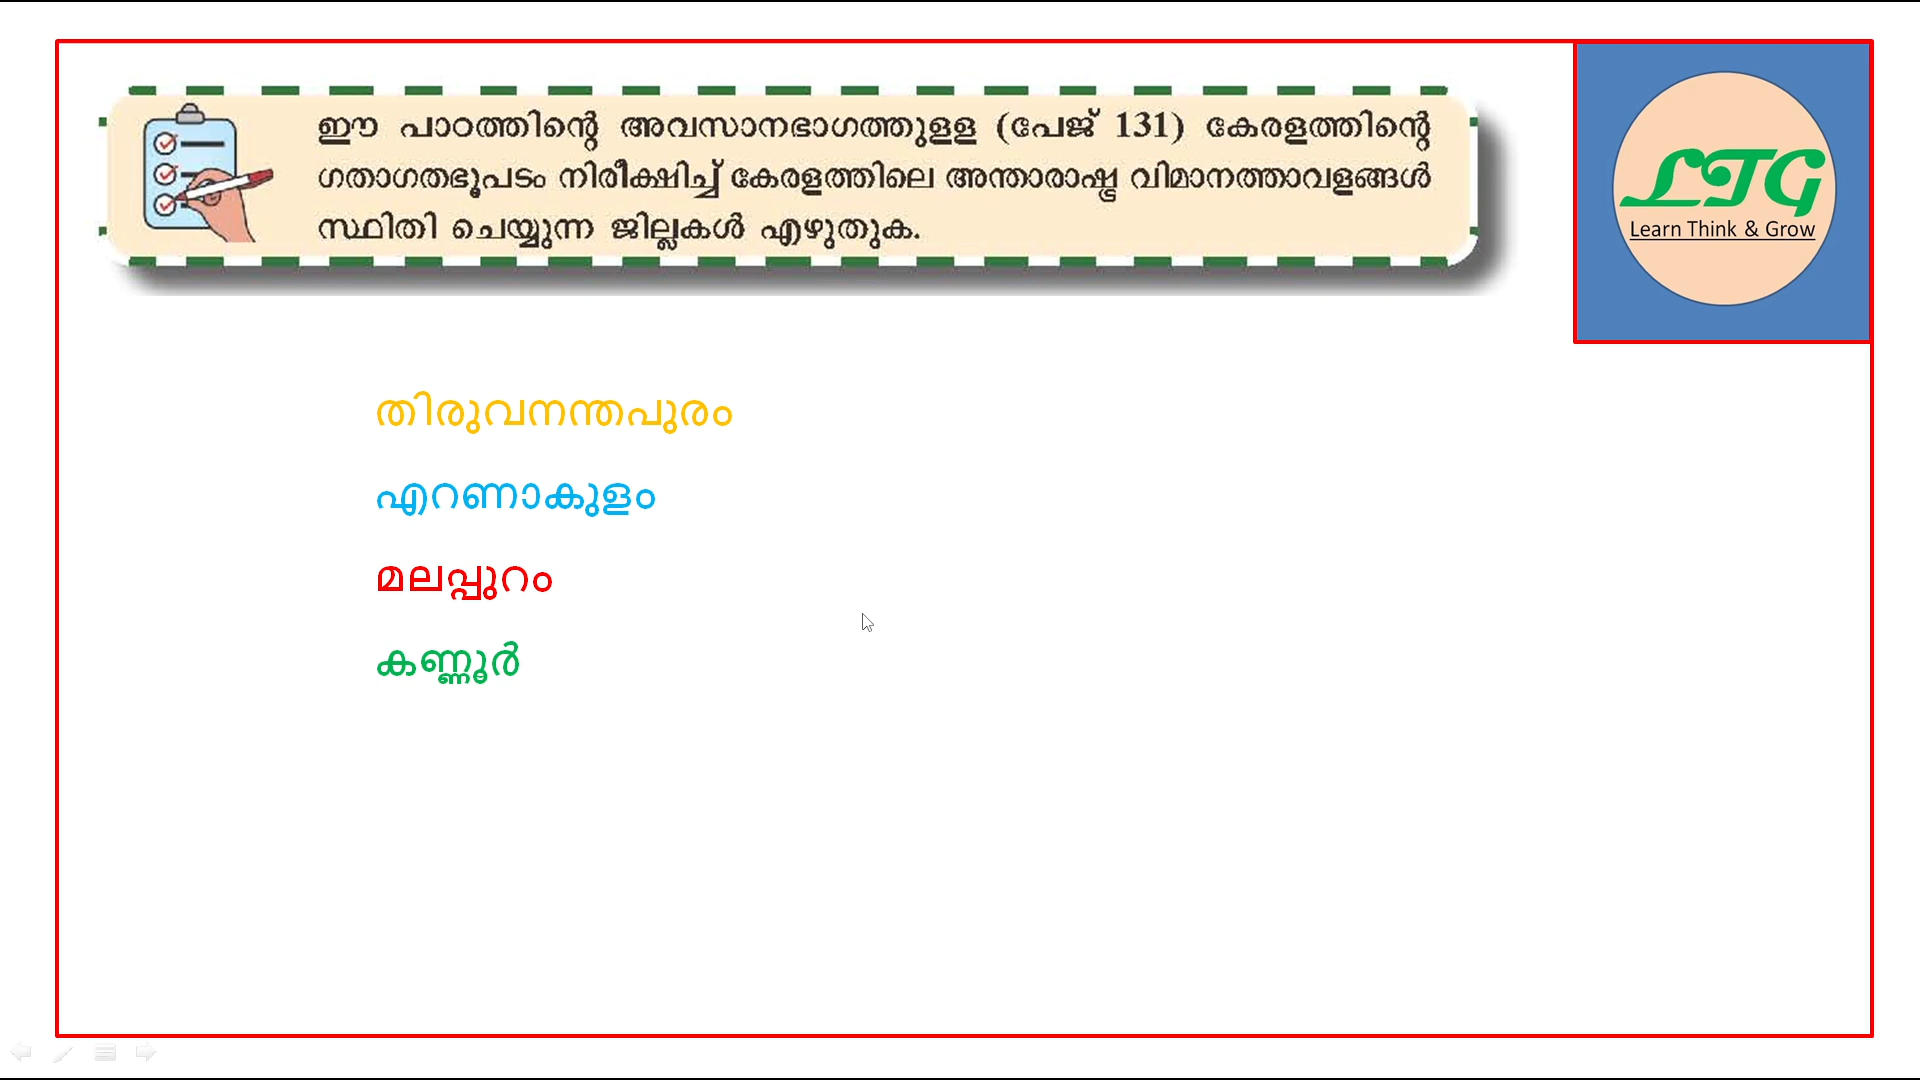 ഈ പാഠത്തിന്റെ അവസാനഭാഗത്തുളള (പേജ് 131) കേരളത്തിന്റെ
ഗതാഗതഭൂപടം നിരീക്ഷിച്ച് കേരളത്തിലെ അന്താരാഷ്ട്ര വിമാനത്താവളങ്ങൾ
സ്ഥിതി ചെയ്യുന്ന ജില്ലകൾ എഴുതുക.
LTG
Learn Think & Grow
തിരുവനന്തപുരം
എറണാകുളം
മലപ്പുറം
കണ്ണൂർ